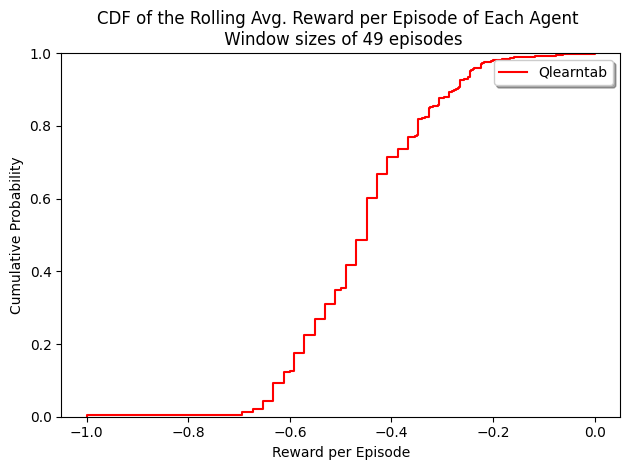 CDF of the Rolling Avg. Reward per Episode of Each Agent
Window sizes of 49 episodes
Qlearntab
1.0
0.8
0.6
0.4
0.2
0.0
Cumulative Probability
−1.0
−0.8
−0.6
−0.4
−0.2
0.0
Reward per Episode